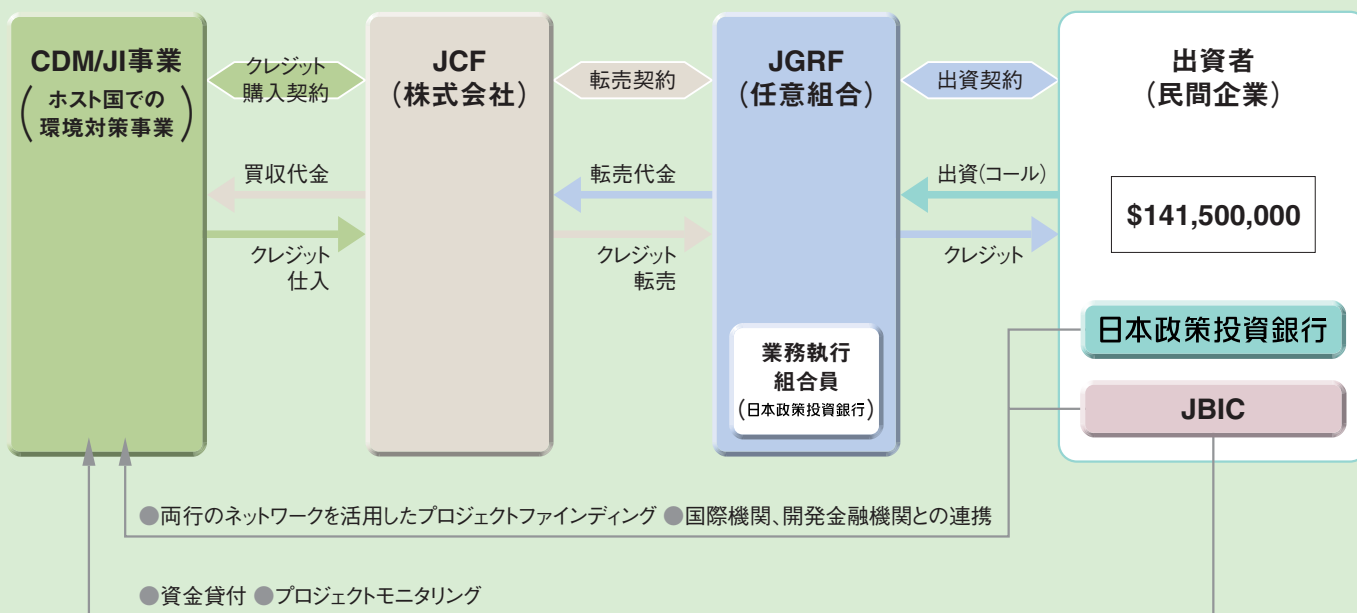 CDM/JI事業
(ホスト国での
環境対策事業)
クレジット
購入契約
買収代金
クレジット
仕入
JCF
(株式会社)
転売契約
転売代金
クレジット
転売
JGRF
(任意組合)
業務執行
組合員
(日本政策投資銀行)
出資契約
出資(コール)
クレジット
出資者
(民間企業)
$141,500,000
日本政策投資銀行
JBIC
●両行のネットワークを活用したプロジェクトファインディング ●国際機関、開発金融機関との連携
●資金貸付 ●プロジェクトモニタリング